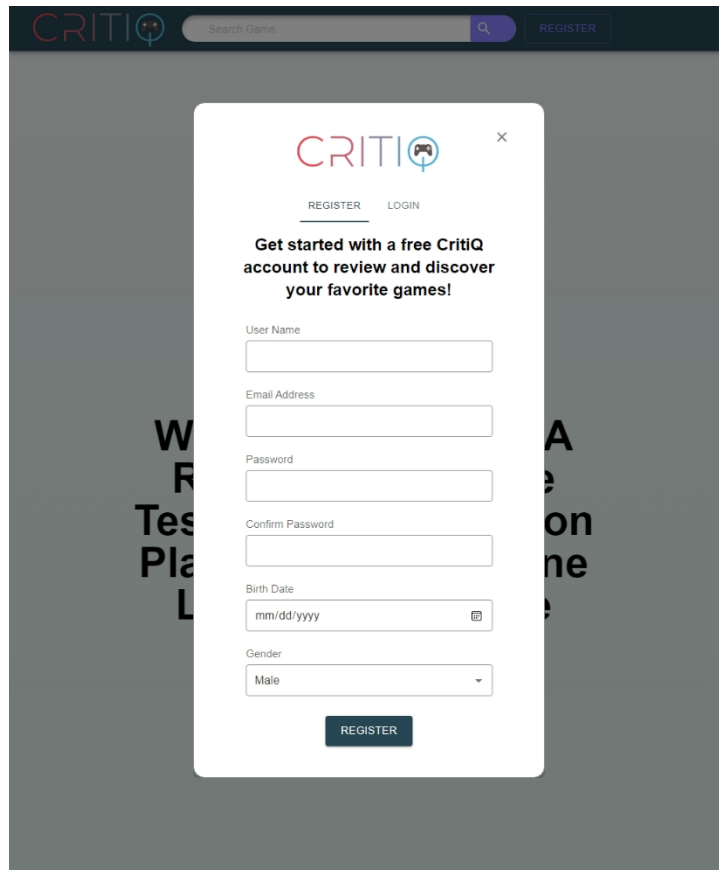 CRITIQ
Search Game...
REGISTER
CRITIQ
REGISTER
LOGIN
Get started with a free CritiQ
account to review and discover
your favorite games!
User Name
Email Address
Password
Confirm Password
Birth Date
mm/dd/yyyy
Gender
Male
REGISTER